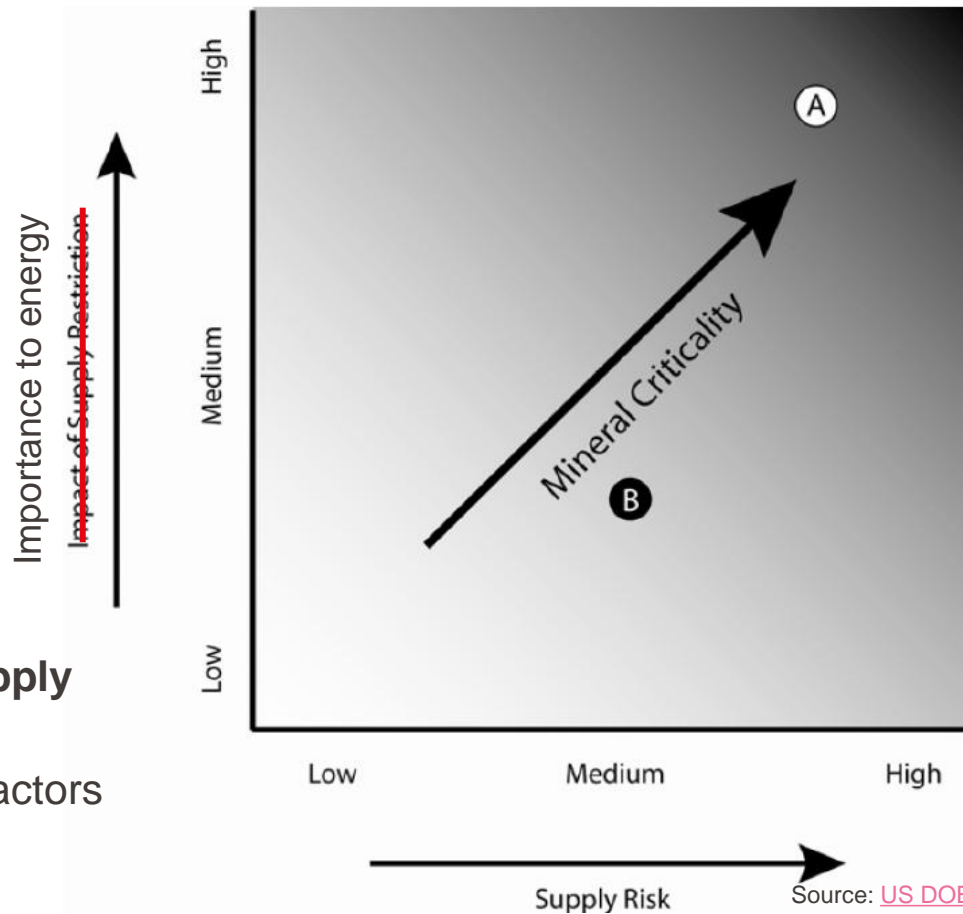 High
Medium
Low
Importance to energy
Impact of Supply Restriction
A
Mineral Criticality
B
pply
actors
Low Medium High
Supply Risk
Source: US DOE